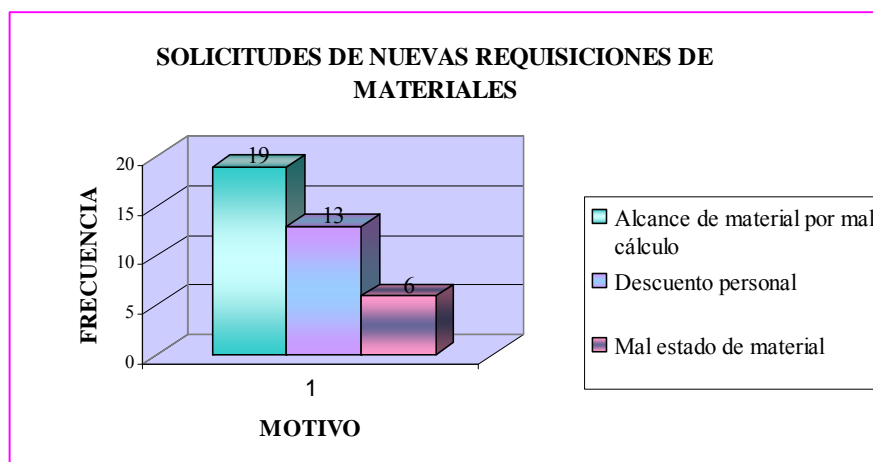 SOLICITUDES DE NUEVAS REQUISICIONES DE
MATERIALES
FRECUENCIA
20
15
10
5
0
19
13
6
1
MOTIVO
Alcance de material por mal
cálculo
Descuento personal
Mal estado de material